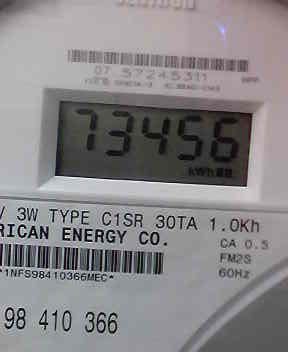 07 57245311
73456
kWh
V 3W TYPE C1SR 30TA 1.0Kh
RICAN ENERGY CO. CA 0.5
FM2S
60Hz
*1NFS98410366MEC*
98 410 366